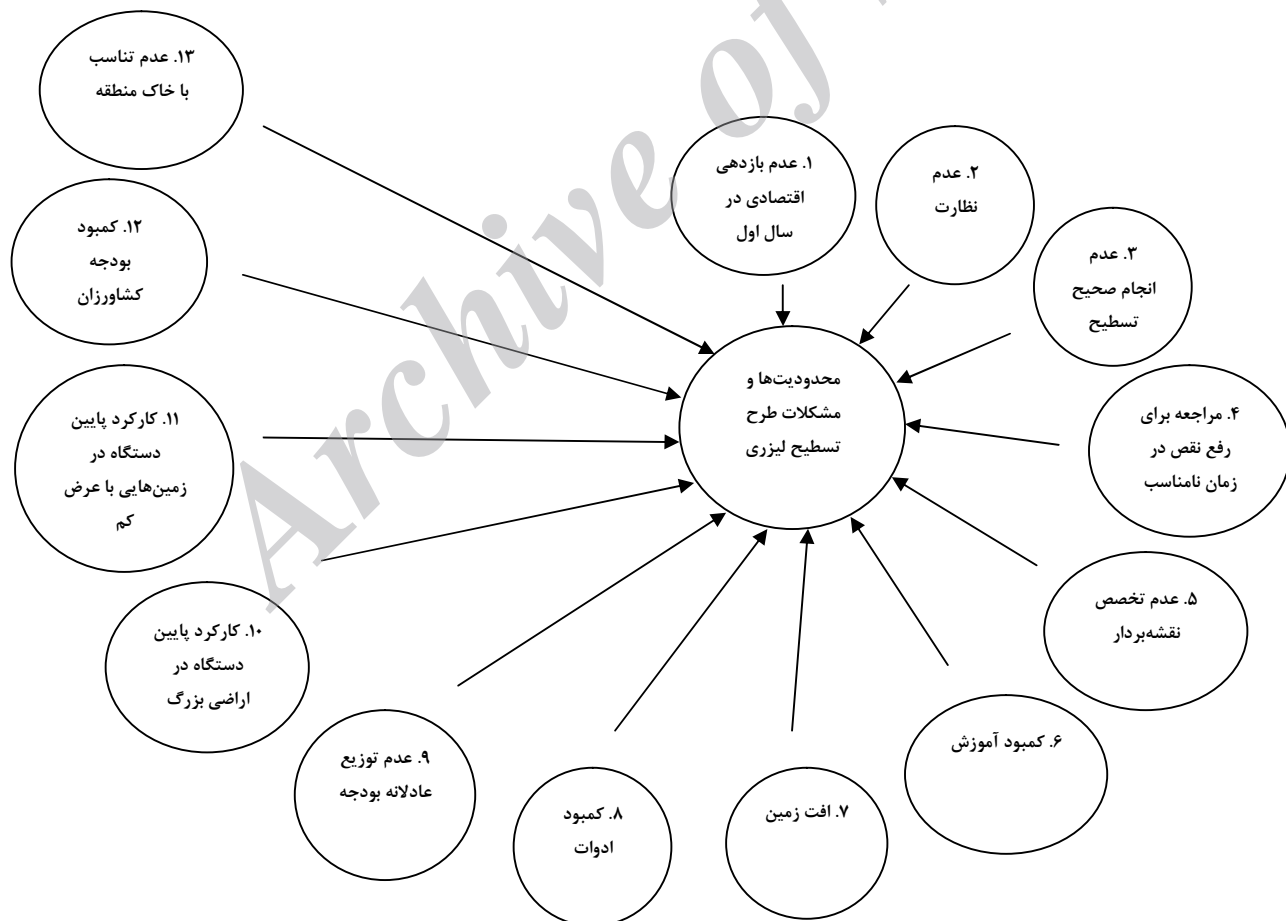 ۱۳. عدم تناسب
با خاک منطقه
۱. عدم بازدهی
اقتصادی در
سال اول
۲. عدم
نظارت
۳. عدم
انجام صحیح
تسطیح
۴. مراجعه برای
رفع نقص در
زمان نامناسب
۵. عدم تخصص
نقشه‌بردار
۶. کمبود آموزش
۷. افت زمین
۸. کمبود
ادوات
۹. عدم توزیع
عادلانه بودجه
۱۰. کارکرد پایین
دستگاه در
اراضی بزرگ
۱۱. کارکرد پایین
دستگاه در
زمین‌هایی با عرض
کم
۱۲. کمبود
بودجه
کشاورزان
محدودیت‌ها و
مشکلات طرح
تسطیح لیزری
Archive of